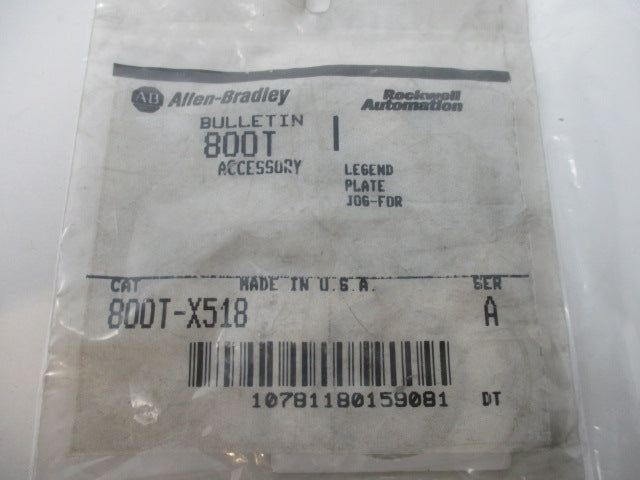 AB Allen-Bradley
Rockwell
Automation
BULLETIN
800T
ACCESSORY
LEGEND
PLATE
JOG-FOR
CAT MADE IN U.S.A. SER
800T-X518 A
10781180159081 DT